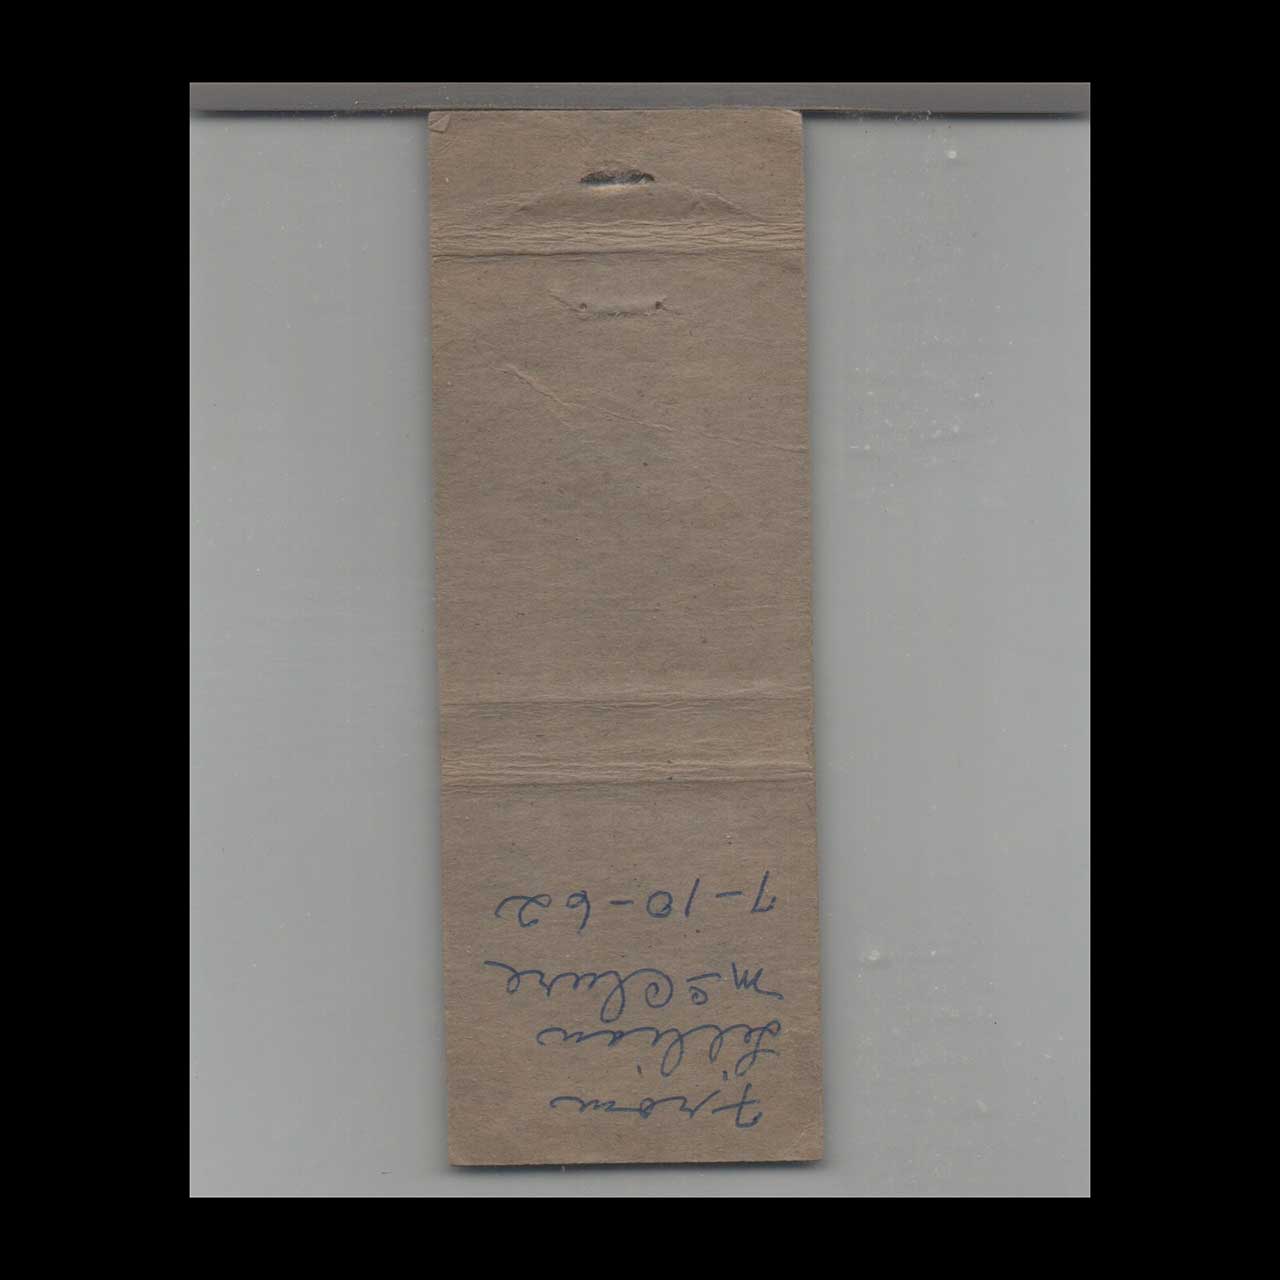 From
Lillian
McClure
7-10-62